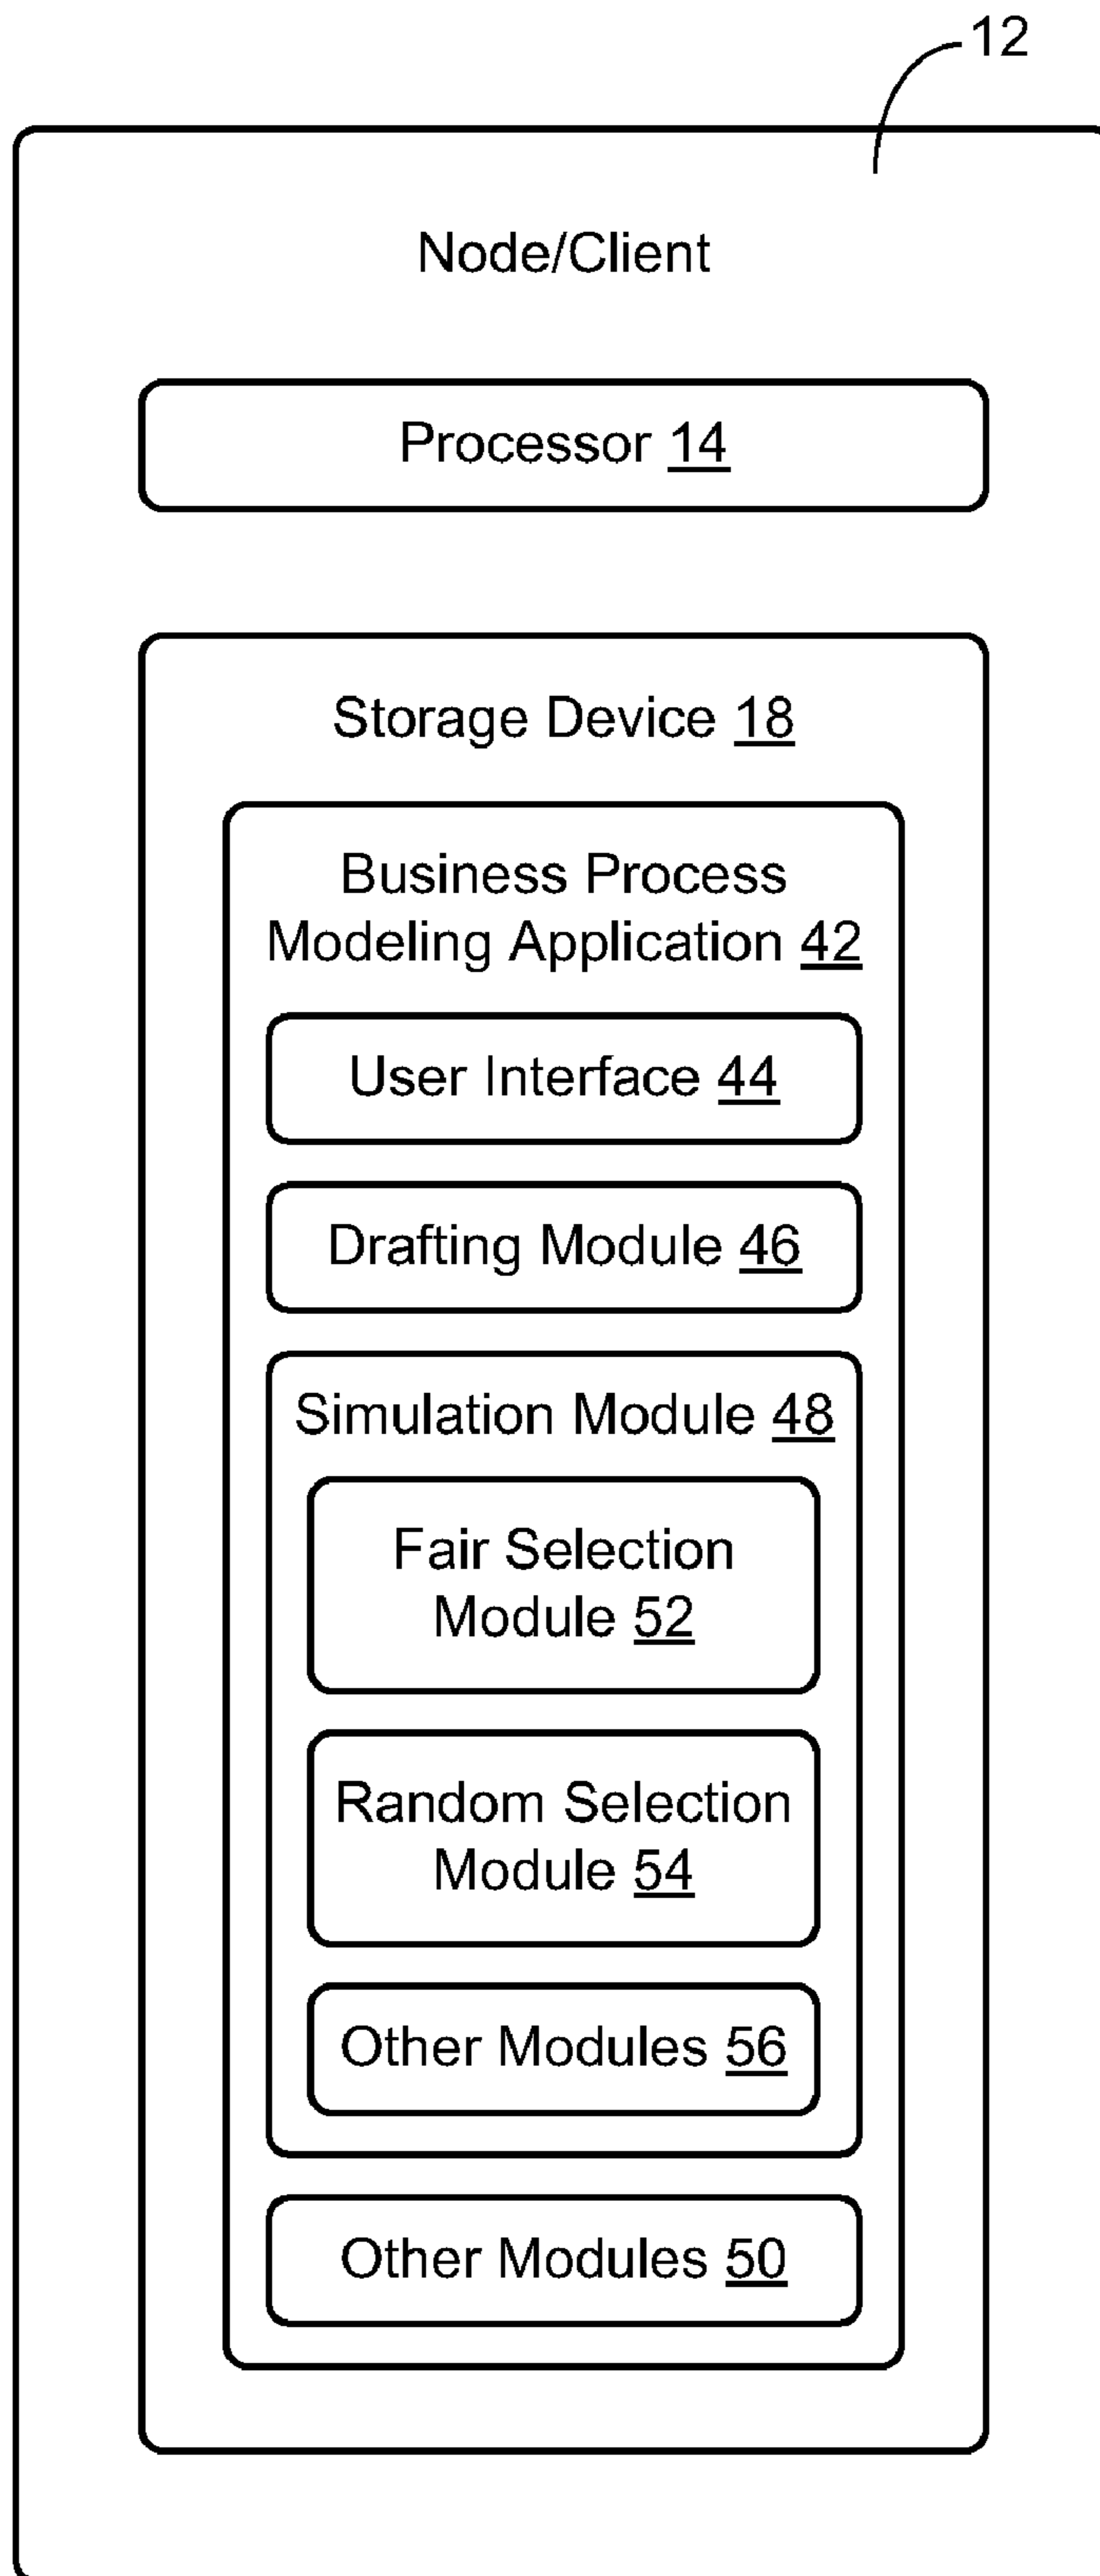 12
Node/Client
Processor 14
Storage Device 18
Business Process
Modeling Application 42
User Interface 44
Drafting Module 46
Simulation Module 48
Fair Selection
Module 52
Random Selection
Module 54
Other Modules 56
Other Modules 50